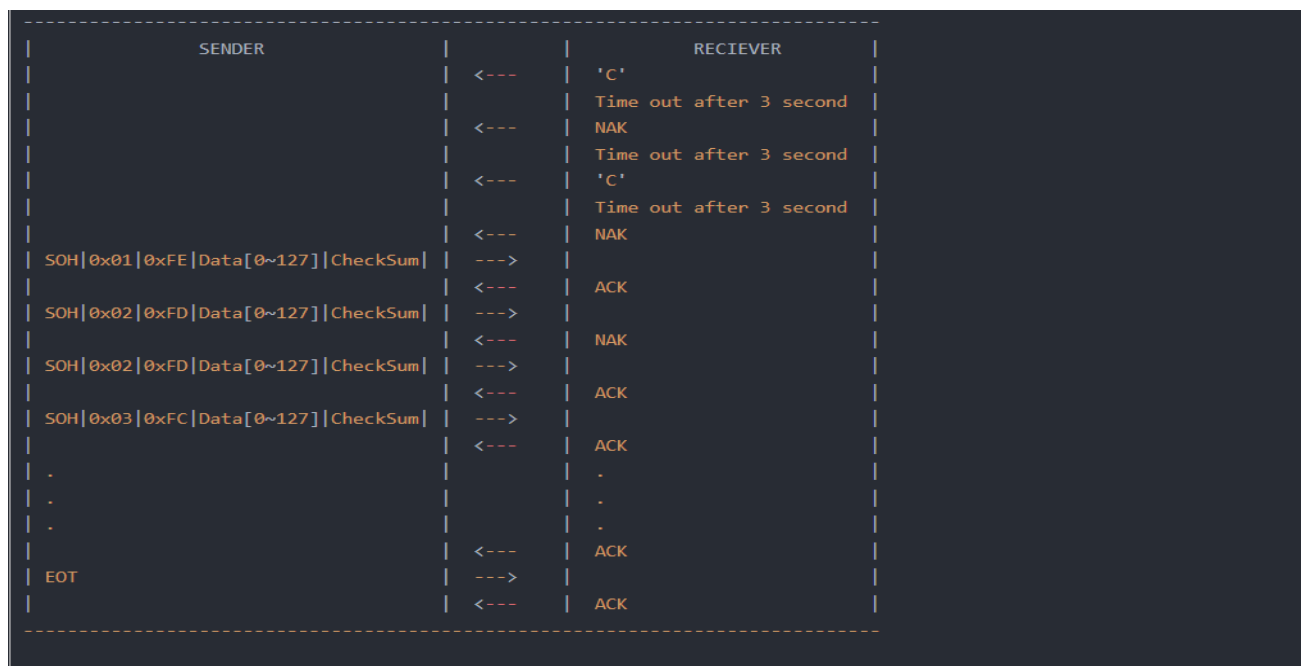 ------------------------------------------------------------------------------
| SENDER | | RECIEVER |
| | <--- | 'C' |
| | | Time out after 3 second |
| | <--- | NAK |
| | | Time out after 3 second |
| | <--- | 'C' |
| | | Time out after 3 second |
| | <--- | NAK |
| SOH|0x01|0xFE|Data[0~127]|CheckSum| | ---> | |
| | <--- | ACK |
| SOH|0x02|0xFD|Data[0~127]|CheckSum| | ---> | |
| | <--- | NAK |
| SOH|0x02|0xFD|Data[0~127]|CheckSum| | ---> | |
| | <--- | ACK |
| SOH|0x03|0xFC|Data[0~127]|CheckSum| | ---> | |
| | <--- | ACK |
| . | | . |
| . | | . |
| . | | . |
| | <--- | ACK |
| EOT | ---> | |
| | <--- | ACK |
------------------------------------------------------------------------------